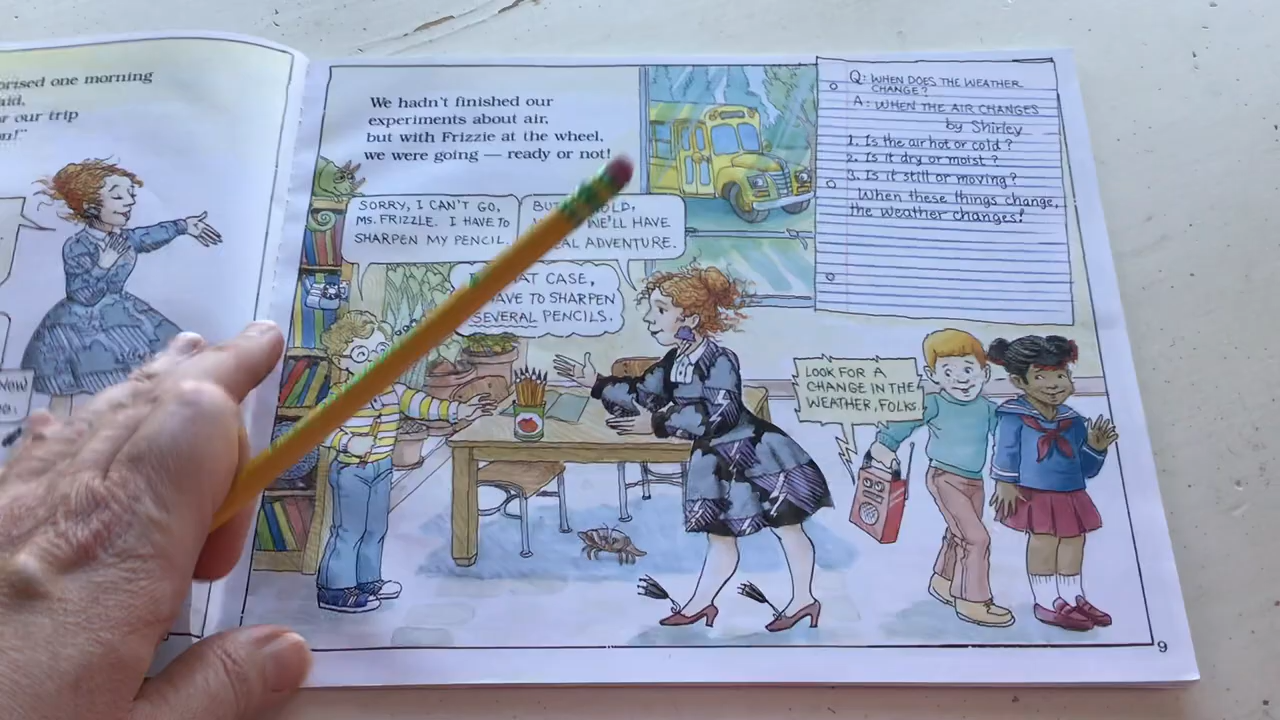 orised one morning
aid,
r our trip
on!"
NOW
We hadn't finished our
experiments about air,
but with Frizzie at the wheel,
we were going — ready or not!
SORRY, I CAN'T GO,
MS. FRIZZLE. I HAVE TO
SHARPEN MY PENCIL.
BUT OLD,
WE'LL HAVE
CAL ADVENTURE.
AT CASE,
AVE TO SHARPEN
SEVERAL PENCILS.
Q: WHEN DOES THE WEATHER
CHANGE?
A: WHEN THE AIR CHANGES
by Shirley
1. Is the air hot or cold?
2. Is it dry or moist?
3. Is it still or moving?
When these things change,
the weather changes!
LOOK FOR A
CHANGE IN THE
WEATHER, FOLKS.
9